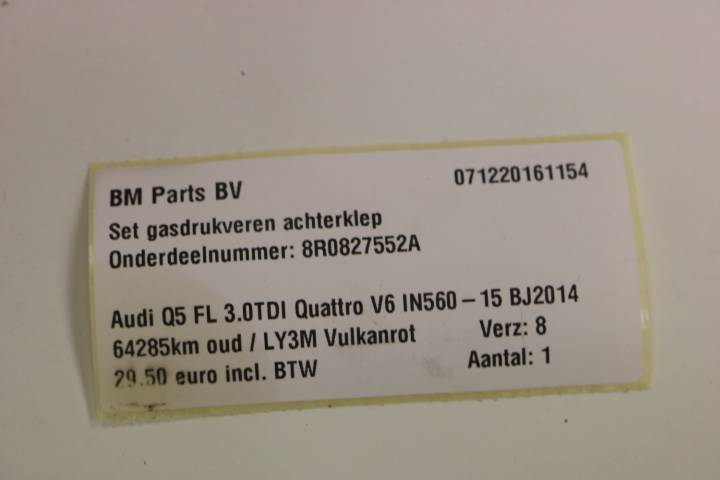 BM Parts BV 071220161154
Set gasdrukveren achterklep
Onderdeelnummer: 8R0827552A
Audi Q5 FL 3.0TDI Quattro V6 IN560 – 15 BJ2014
64285km oud / LY3M Vulkanrot Verz: 8
29.50 euro incl. BTW Aantal: 1